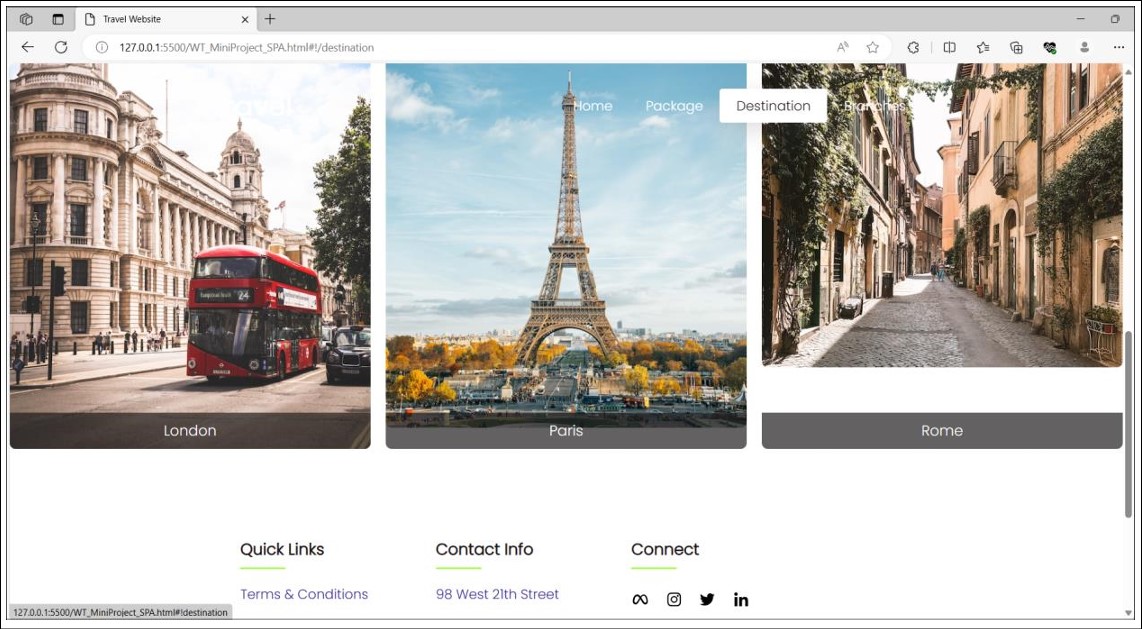 Travel Website
127.0.0.1:5500/WT_MiniProject_SPA.html#!/destination
Travel
Home
Package
Destination
Branches
24
London
Paris
Rome
Quick Links
Contact Info
Connect
Terms & Conditions
98 West 21th Street
127.0.0.1:5500/WT_MiniProject_SPA.html#!destination